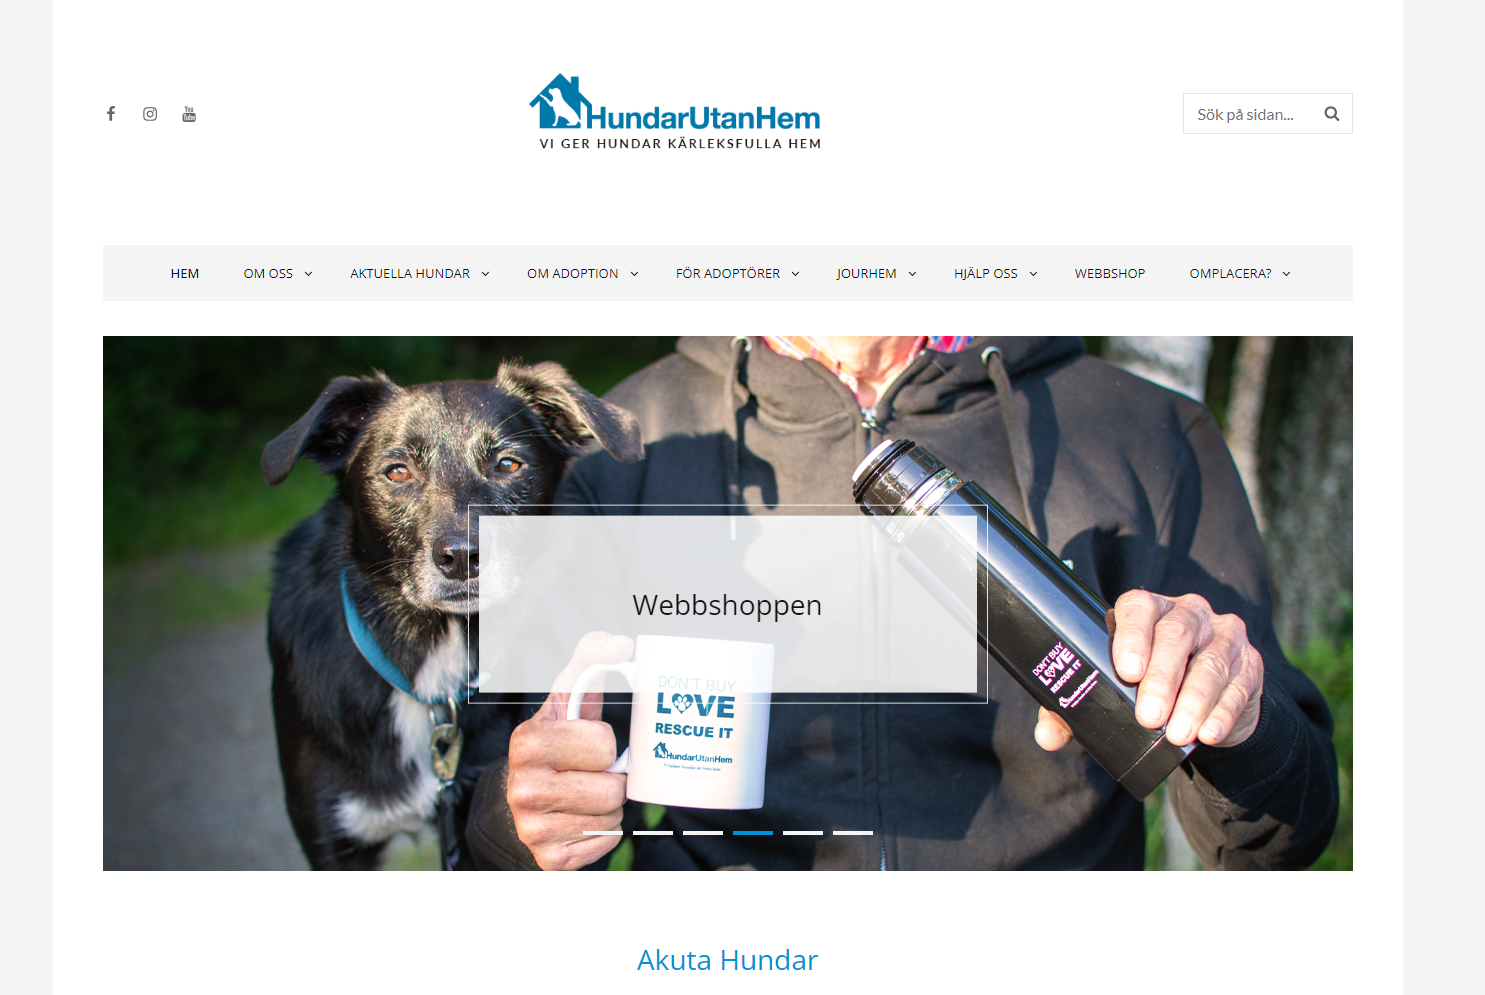 HundarUtanHem
VI GER HUNDAR KÄRLEKSFULLA HEM
Sök på sidan...
HEM
OM OSS
AKTUELLA HUNDAR
OM ADOPTION
FÖR ADOPTÖRER
JOURHEM
HJÄLP OSS
WEBBSHOP
OMPLACERA?
Webbshoppen
DON'T BUY
LOVE
RESCUE IT
HundarUtanHem
DON'T BUY
LOVE
RESCUE IT
HundarUtanHem
Akuta Hundar